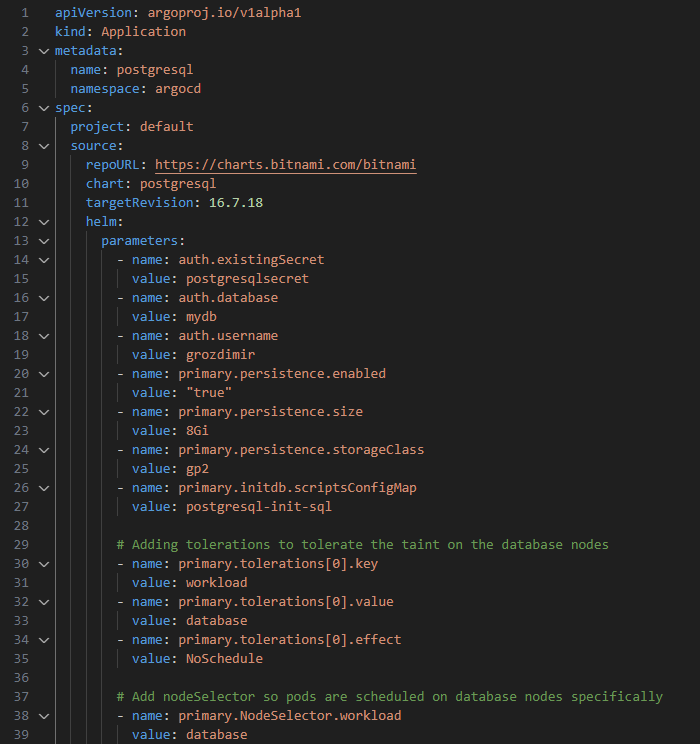 1 apiVersion: argoproj.io/v1alpha1
2 kind: Application
3 metadata:
4   name: postgresql
5   namespace: argocd
6 spec:
7   project: default
8   source:
9     repoURL: https://charts.bitnami.com/bitnami
10     chart: postgresql
11     targetRevision: 16.7.18
12     helm:
13       parameters:
14         - name: auth.existingSecret
15           value: postgresqlsecret
16         - name: auth.database
17           value: mydb
18         - name: auth.username
19           value: grozdimir
20         - name: primary.persistence.enabled
21           value: "true"
22         - name: primary.persistence.size
23           value: 8Gi
24         - name: primary.persistence.storageClass
25           value: gp2
26         - name: primary.initdb.scriptsConfigMap
27           value: postgresql-init-sql
28
29         # Adding tolerations to tolerate the taint on the database nodes
30         - name: primary.tolerations[0].key
31           value: workload
32         - name: primary.tolerations[0].value
33           value: database
34         - name: primary.tolerations[0].effect
35           value: NoSchedule
36
37         # Add nodeSelector so pods are scheduled on database nodes specifically
38         - name: primary.NodeSelector.workload
39           value: database